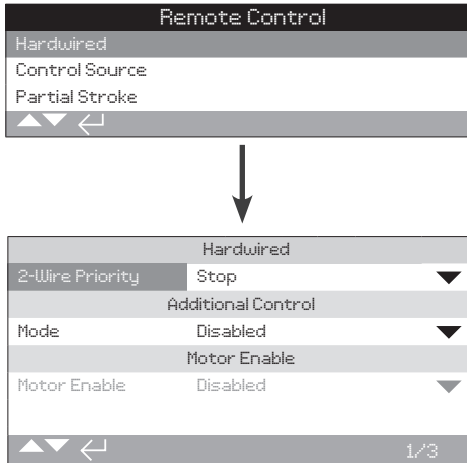 Remote Control
Hardwired
Control Source
Partial Stroke
Hardwired
2-Wire Priority Stop
Additional Control
Mode Disabled
Motor Enable
Motor Enable Disabled
1/3